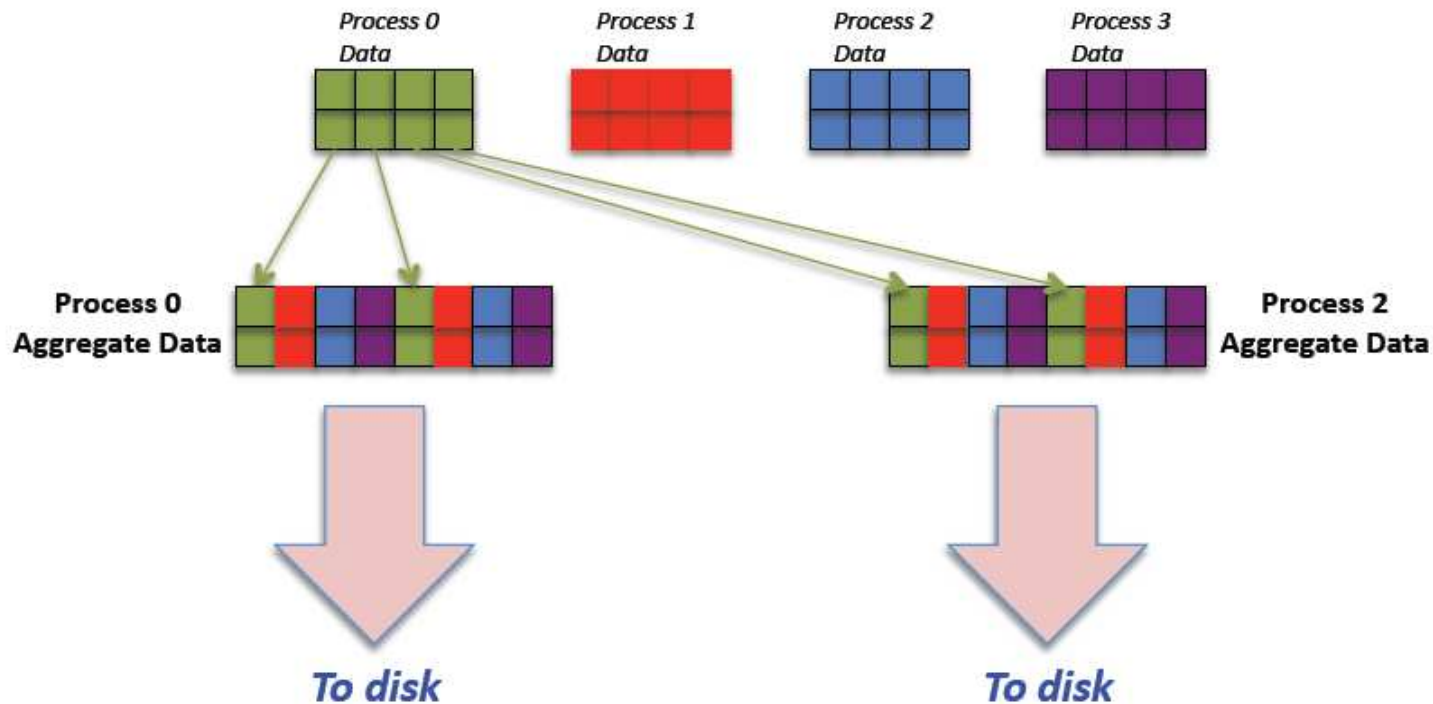 Process 0
Data
Process 1
Data
Process 2
Data
Process 3
Data
Process 0
Aggregate Data
Process 2
Aggregate Data
To disk
To disk